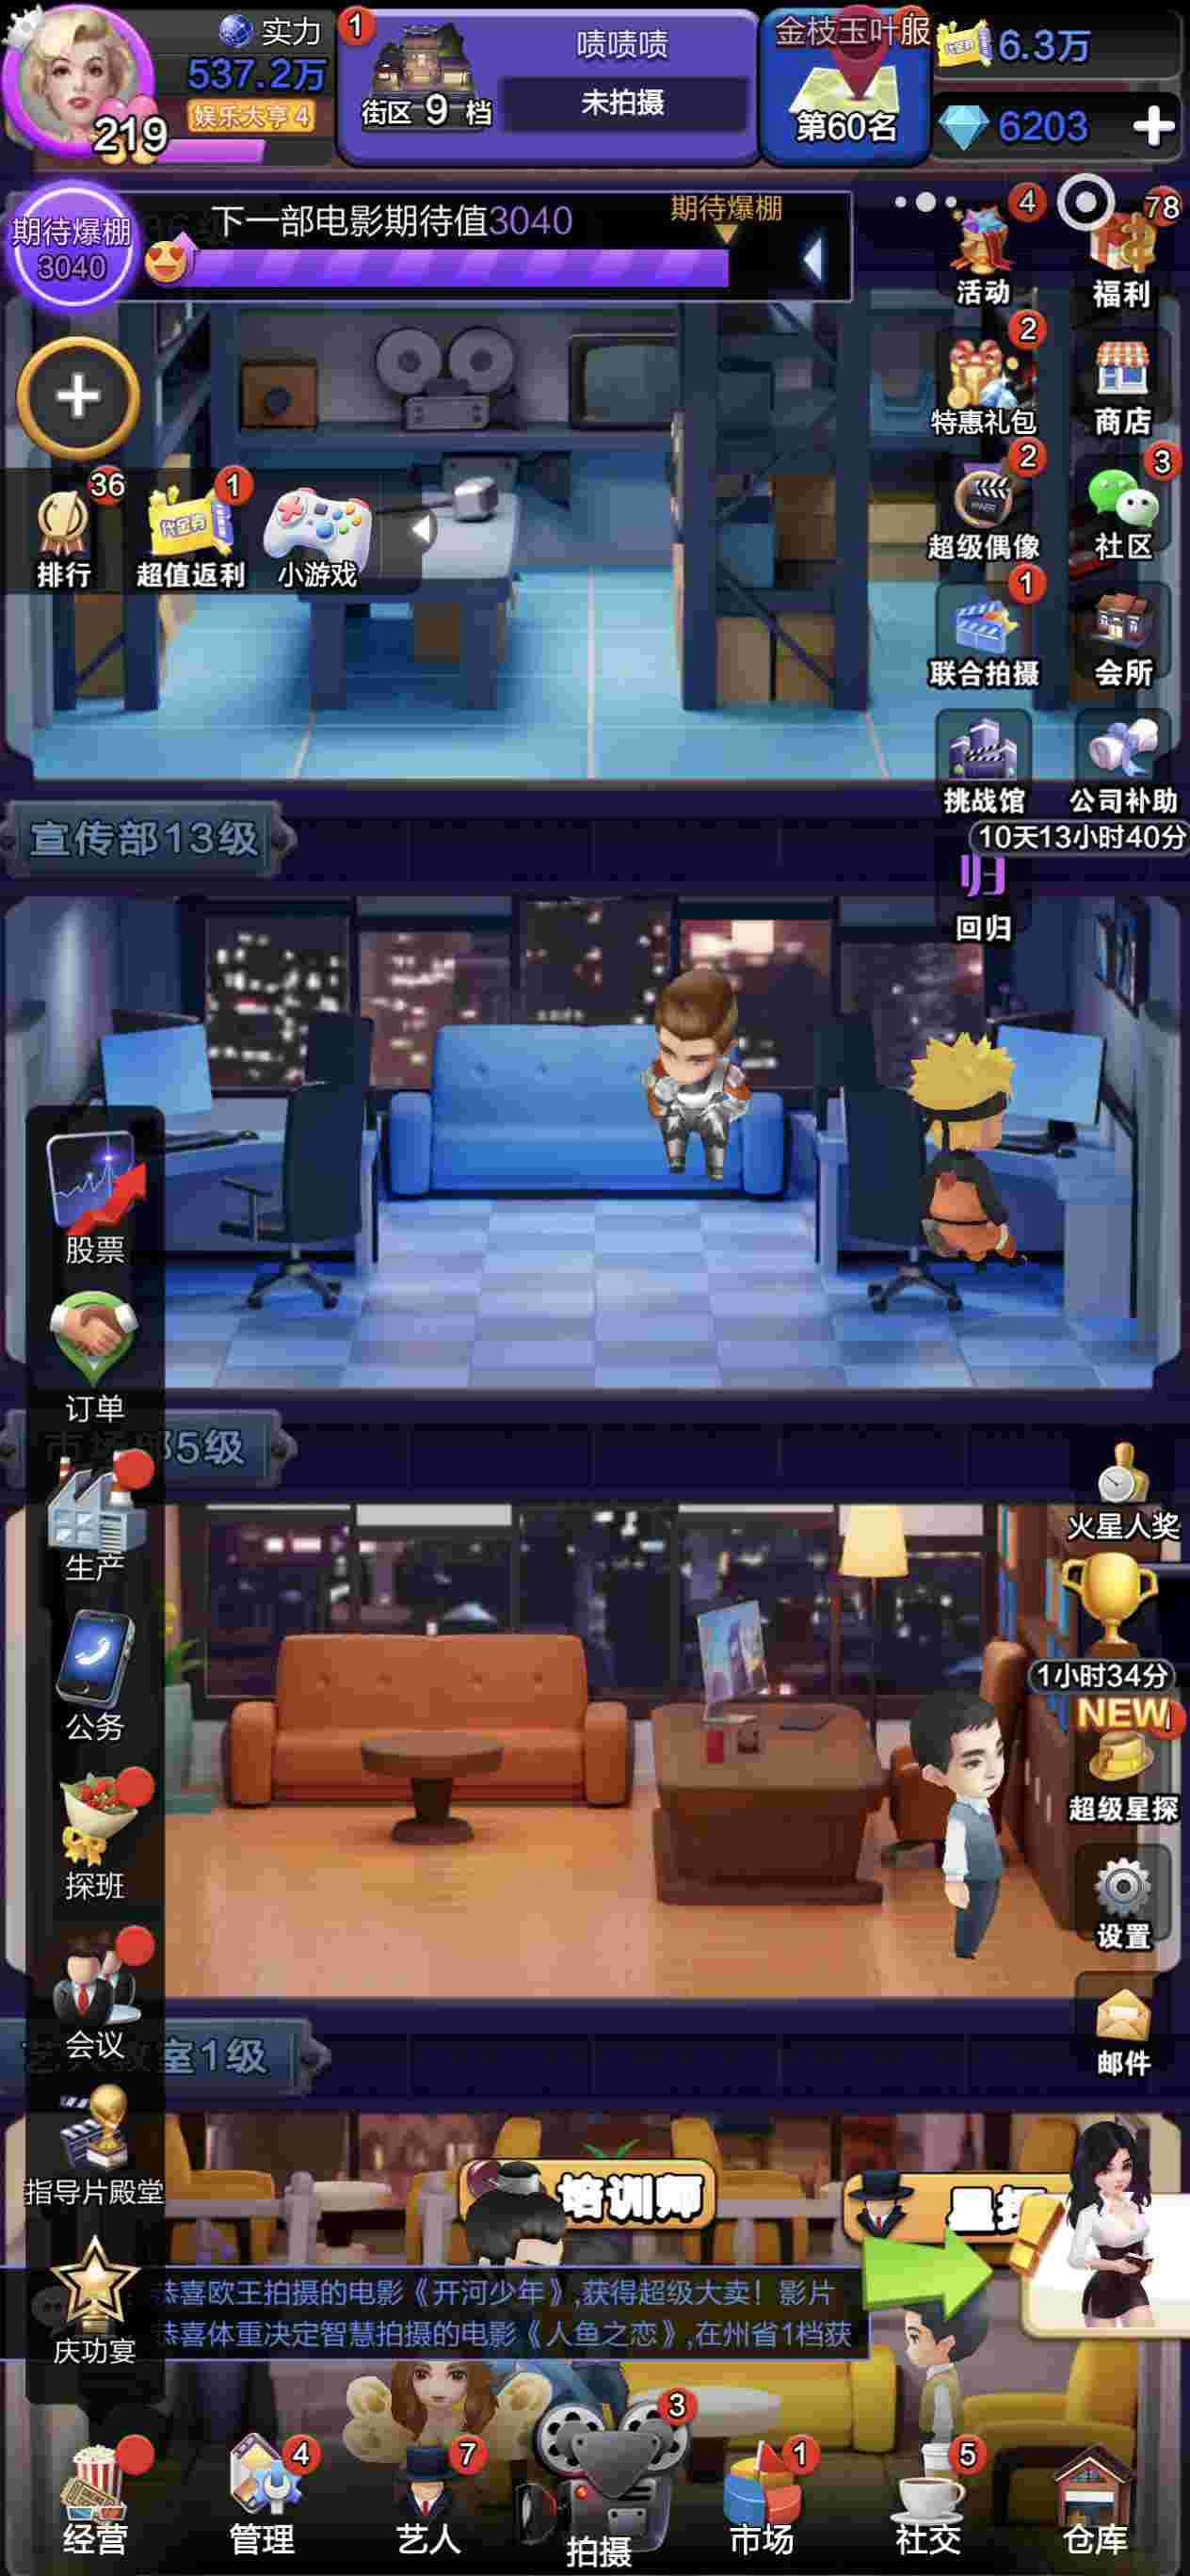 实力
537.2万
娱乐大亨 4
219
1
街区 9 档
啧啧啧
未拍摄
金枝玉叶服
第60名
6.3万
6203
期待爆棚
3040
下一部电影期待值3040
期待爆棚
4
活动
78
福利
2
特惠礼包
商店
36
排行
1
超值返利
小游戏
2
超级偶像
3
社区
1
联合拍摄
会所
挑战馆
公司补助
10天13小时40分
归
回归
宣传部13级
股票
订单
市场部5级
生产
公务
探班
会议
火星人奖
1小时34分
NEW
超级星探
设置
邮件
艺人教室1级
指导片殿堂
培训师
星探
庆功宴
恭喜欧王拍摄的电影《开河少年》,获得超级大卖！影片
恭喜体重决定智慧拍摄的电影《人鱼之恋》,在州省1档获
经营
4
管理
7
艺人
3
拍摄
1
市场
5
社交
仓库